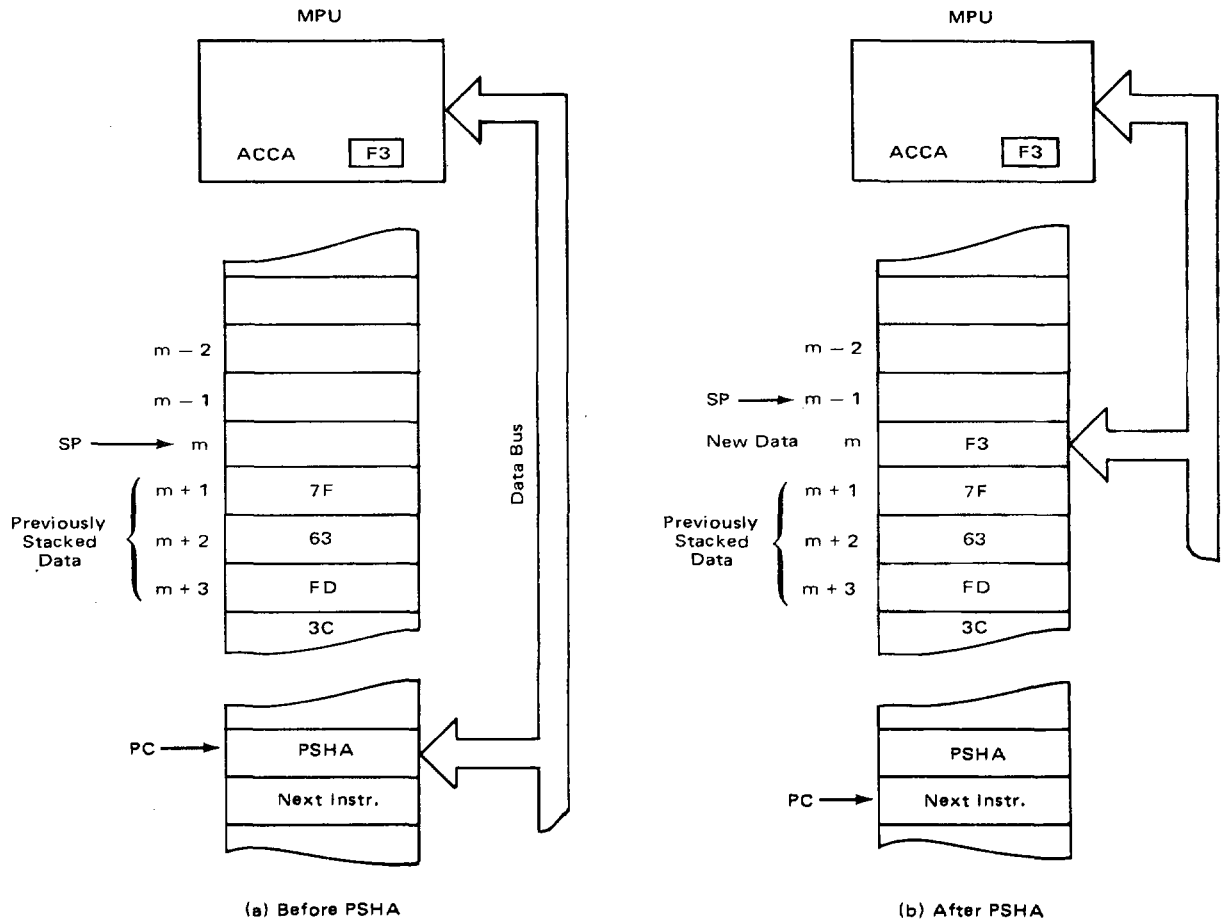 MPU
ACCA
F3
m − 2
m − 1
SP
m
m + 1
7F
Previously
Stacked
Data
m + 2
63
m + 3
FD
3C
Data Bus
PC
PSHA
Next Instr.
(a) Before PSHA
MPU
ACCA
F3
m − 2
SP
m − 1
New Data
m
F3
m + 1
7F
Previously
Stacked
Data
m + 2
63
m + 3
FD
3C
PSHA
PC
Next Instr.
(b) After PSHA